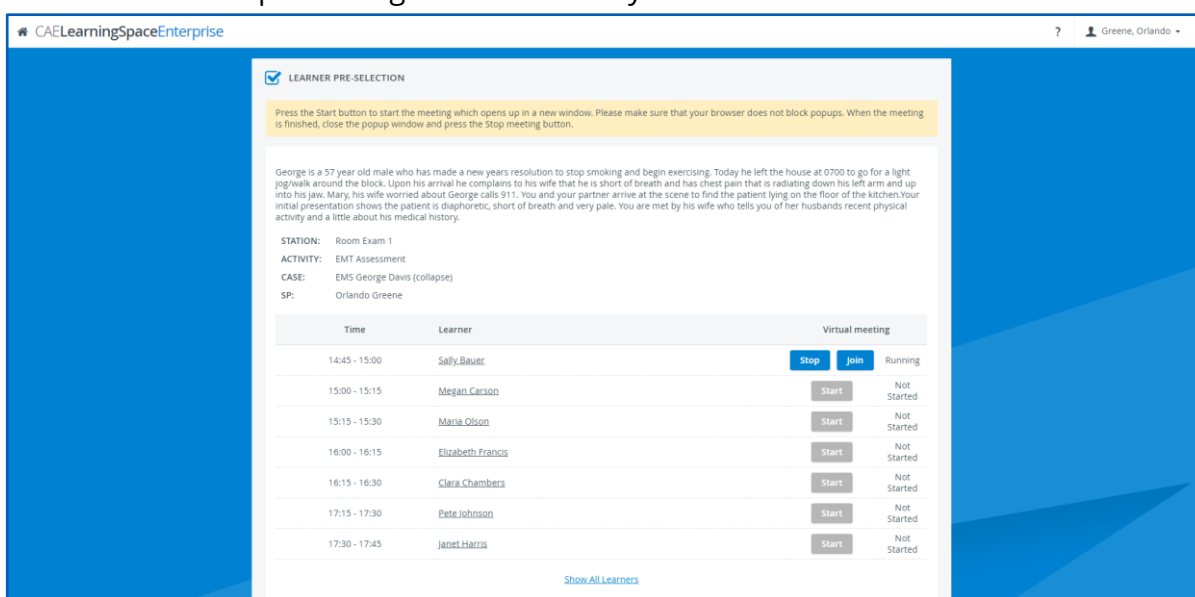 CAELearningSpaceEnterprise
? Greene, Orlando
LEARNER PRE-SELECTION
Press the Start button to start the meeting which opens up in a new window. Please make sure that your browser does not block popups. When the meeting
is finished, close the popup window and press the Stop meeting button.
George is a 57 year old male who has made a new years resolution to stop smoking and begin exercising. Today he left the house at 0700 to go for a light
jog/walk around the block. Upon his arrival he complains to his wife that he is short of breath and has chest pain that is radiating down his left arm and up
into his jaw. Mary, his wife worried about George calls 911. You and your partner arrive at the scene to find the patient lying on the floor of the kitchen.Your
initial presentation shows the patient is diaphoretic, short of breath and very pale. You are met by his wife who tells you of her husbands recent physical
activity and a little about his medical history.
STATION: Room Exam 1
ACTIVITY: EMT Assessment
CASE: EMS George Davis (collapse)
SP: Orlando Greene
Time Learner Virtual meeting
14:45 - 15:00 Sally Bauer Stop Join Running
15:00 - 15:15 Megan Carson Start Not Started
15:15 - 15:30 Maria Olson Start Not Started
16:00 - 16:15 Elizabeth Francis Start Not Started
16:15 - 16:30 Clara Chambers Start Not Started
17:15 - 17:30 Pete Johnson Start Not Started
17:30 - 17:45 Janet Harris Start Not Started
Show All Learners